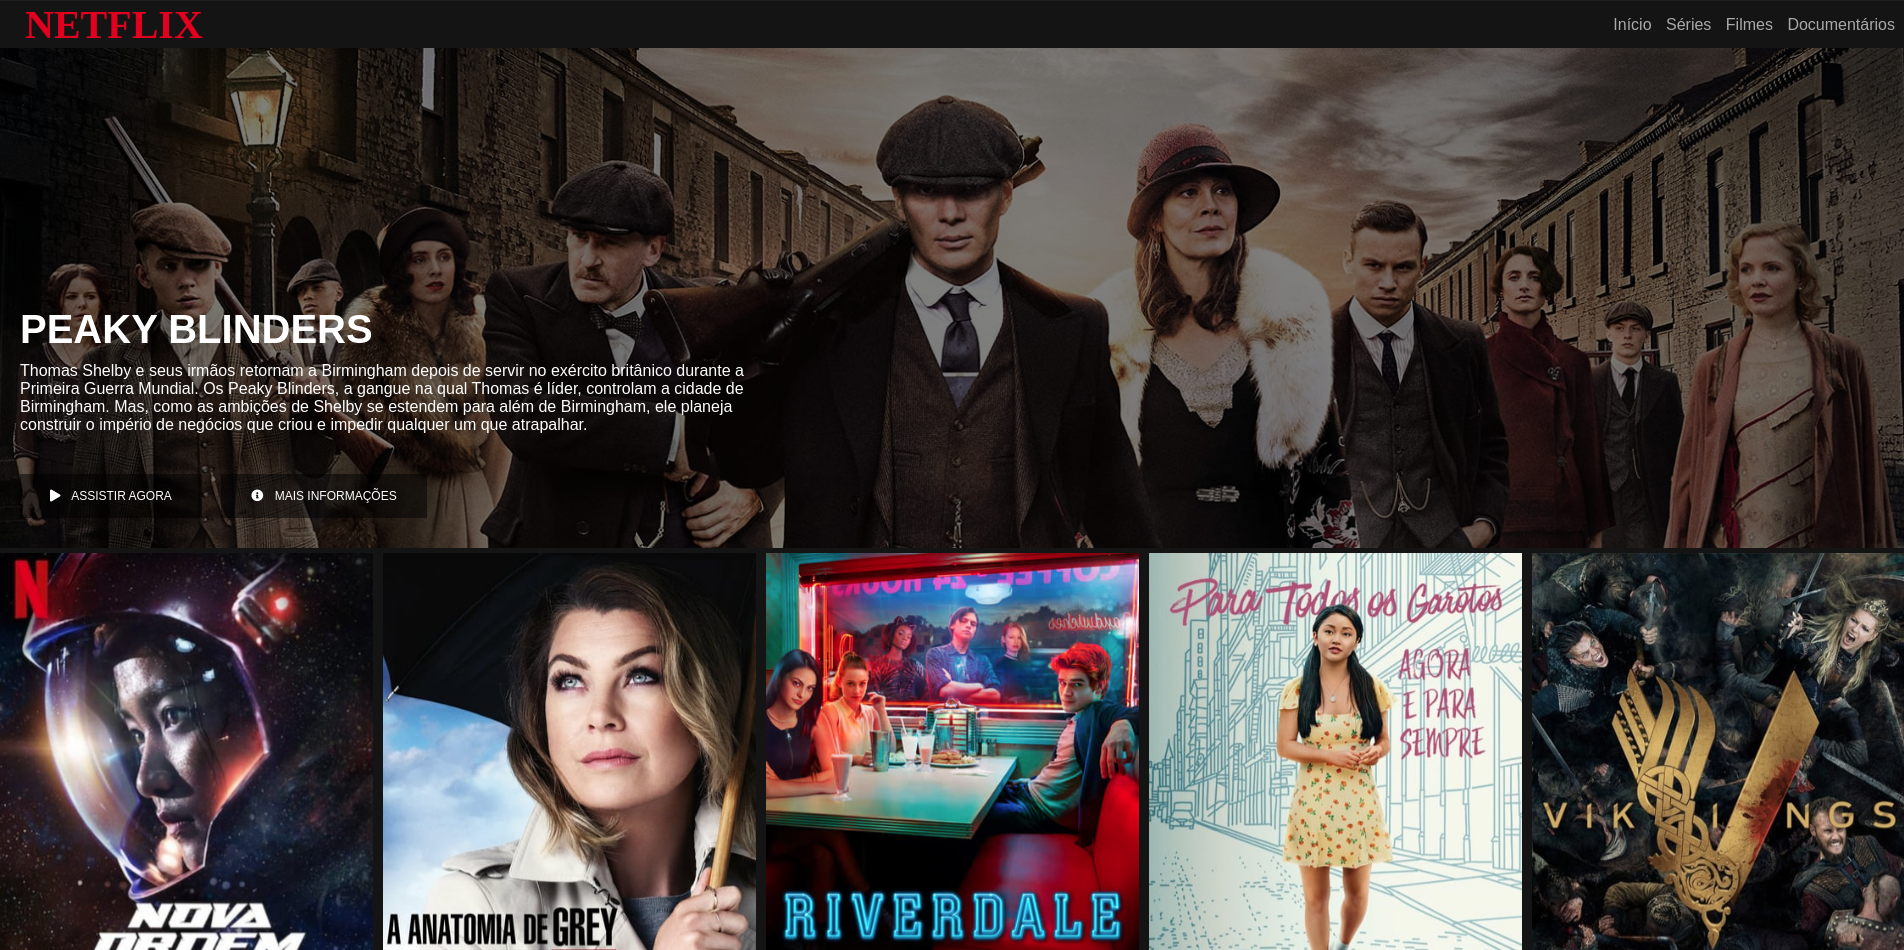 NETFLIX
Início Séries Filmes Documentários
PEAKY BLINDERS
Thomas Shelby e seus irmãos retornam a Birmingham depois de servir no exército britânico durante a
Primeira Guerra Mundial. Os Peaky Blinders, a gangue na qual Thomas é líder, controlam a cidade de
Birmingham. Mas, como as ambições de Shelby se estendem para além de Birmingham, ele planeja
construir o império de negócios que criou e impedir qualquer um que atrapalhar.
ASSISTIR AGORA MAIS INFORMAÇÕES
N
NOVA
ORDEM
A ANATOMIA DE GREY
COFFEE - 24 HOURS
Sandwiches
RIVERDALE
Para Todos os Garotos
AGORA
E PARA
SEMPRE
VIKINGS